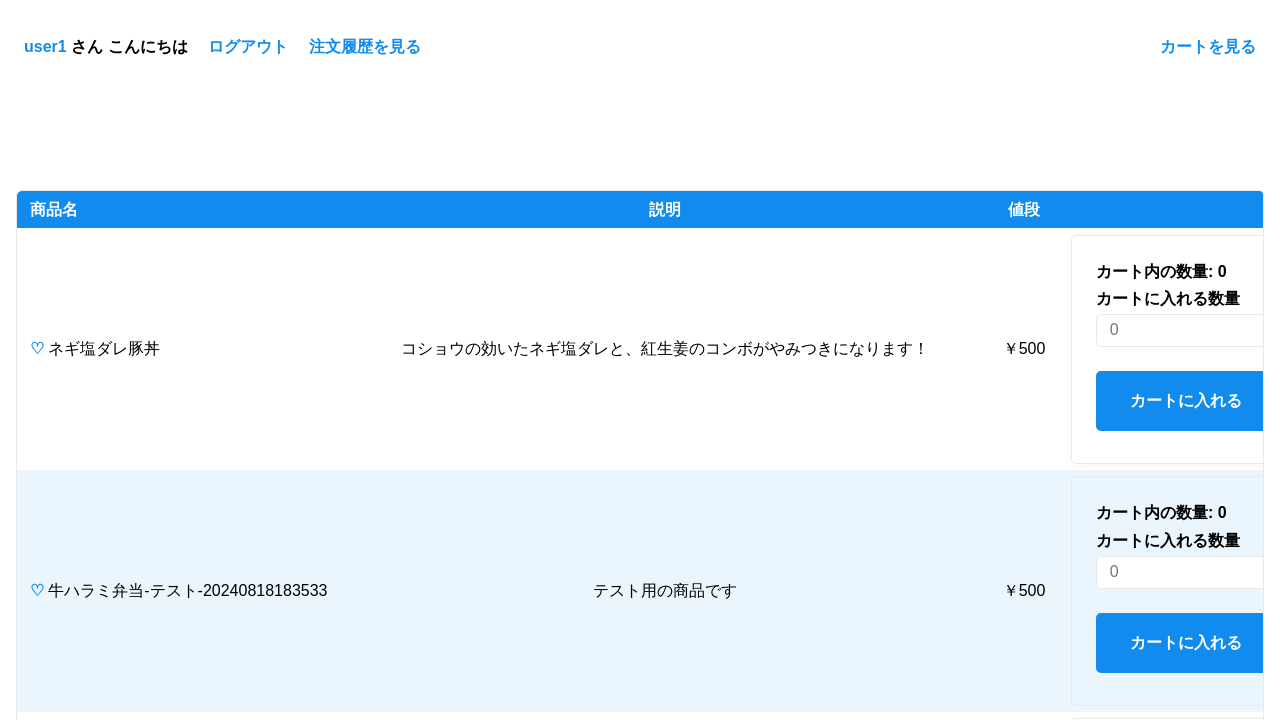 user1 さん こんにちは ログアウト 注文履歴を見る カートを見る
商品名 説明 値段
カート内の数量: 0
カートに入れる数量
0
♡ ネギ塩ダレ豚丼 コショウの効いたネギ塩ダレと、紅生姜のコンボがやみつきになります！ ￥500
カートに入れる
カート内の数量: 0
カートに入れる数量
0
♡ 牛ハラミ弁当-テスト-20240818183533 テスト用の商品です ￥500
カートに入れる